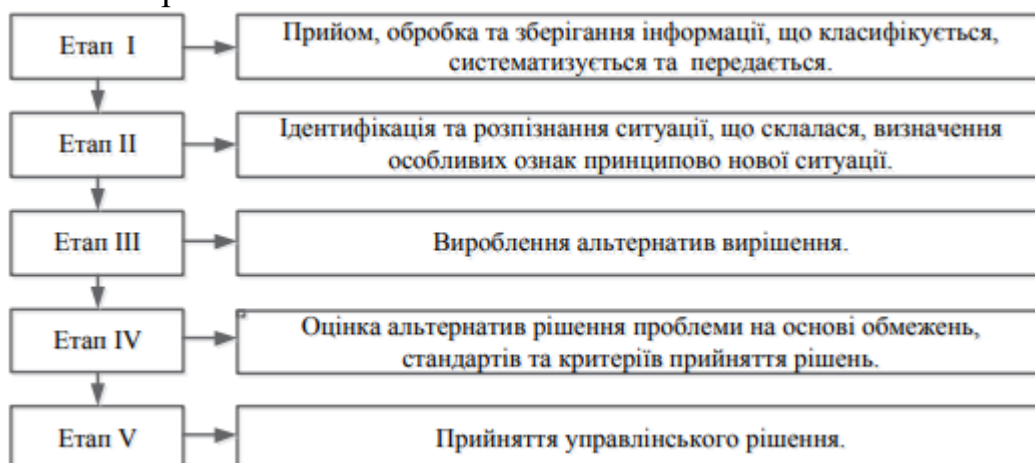 Етап І
Прийом, обробка та зберігання інформації, що класифікується,
систематизується та передається.
Етап ІІ
Ідентифікація та розпізнання ситуації, що склалася, визначення
особливих ознак принципово нової ситуації.
Етап ІІІ
Вироблення альтернатив вирішення.
Етап IV
Оцінка альтернатив рішення проблеми на основі обмежень,
стандартів та критеріїв прийняття рішень.
Етап V
Прийняття управлінського рішення.